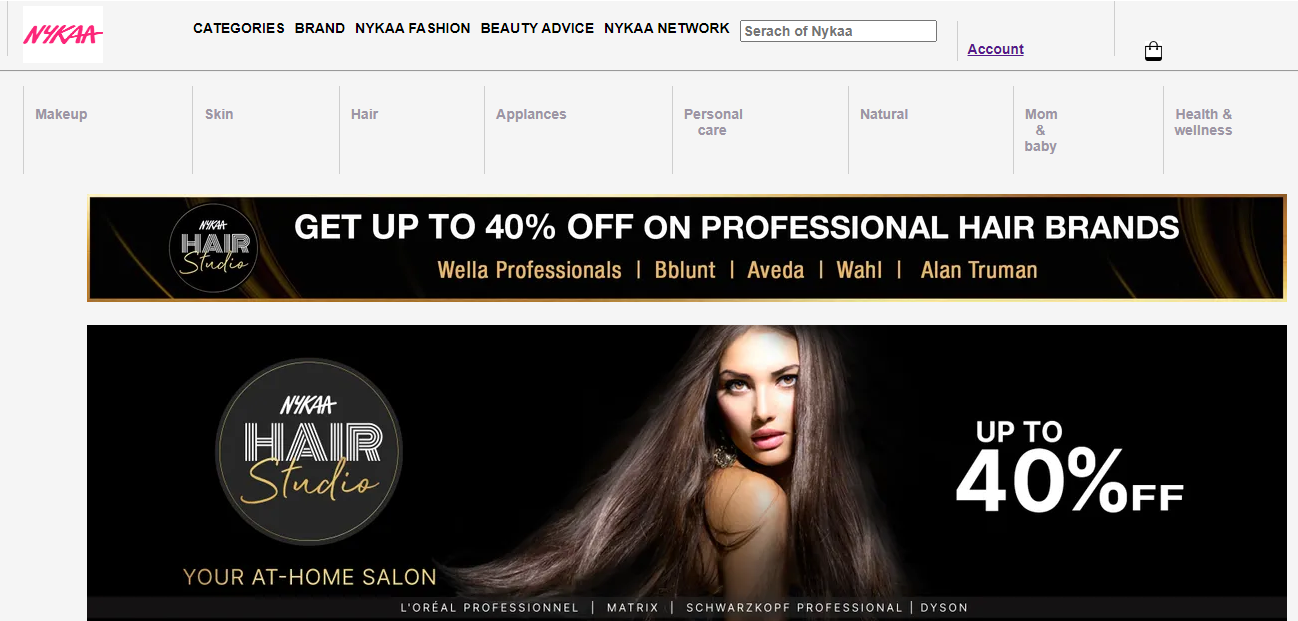 NYKAA
CATEGORIES BRAND NYKAA FASHION BEAUTY ADVICE NYKAA NETWORK Serach of Nykaa
Account
Makeup Skin Hair Applances Personal care Natural Mom & baby Health & wellness
NYKAA
HAIR
Studio
GET UP TO 40% OFF ON PROFESSIONAL HAIR BRANDS
Wella Professionals | Bblunt | Aveda | Wahl | Alan Truman
NYKAA
HAIR
Studio
YOUR AT-HOME SALON
UP TO
40% OFF
L'ORÉAL PROFESSIONNEL | MATRIX | SCHWARZKOPF PROFESSIONAL | DYSON